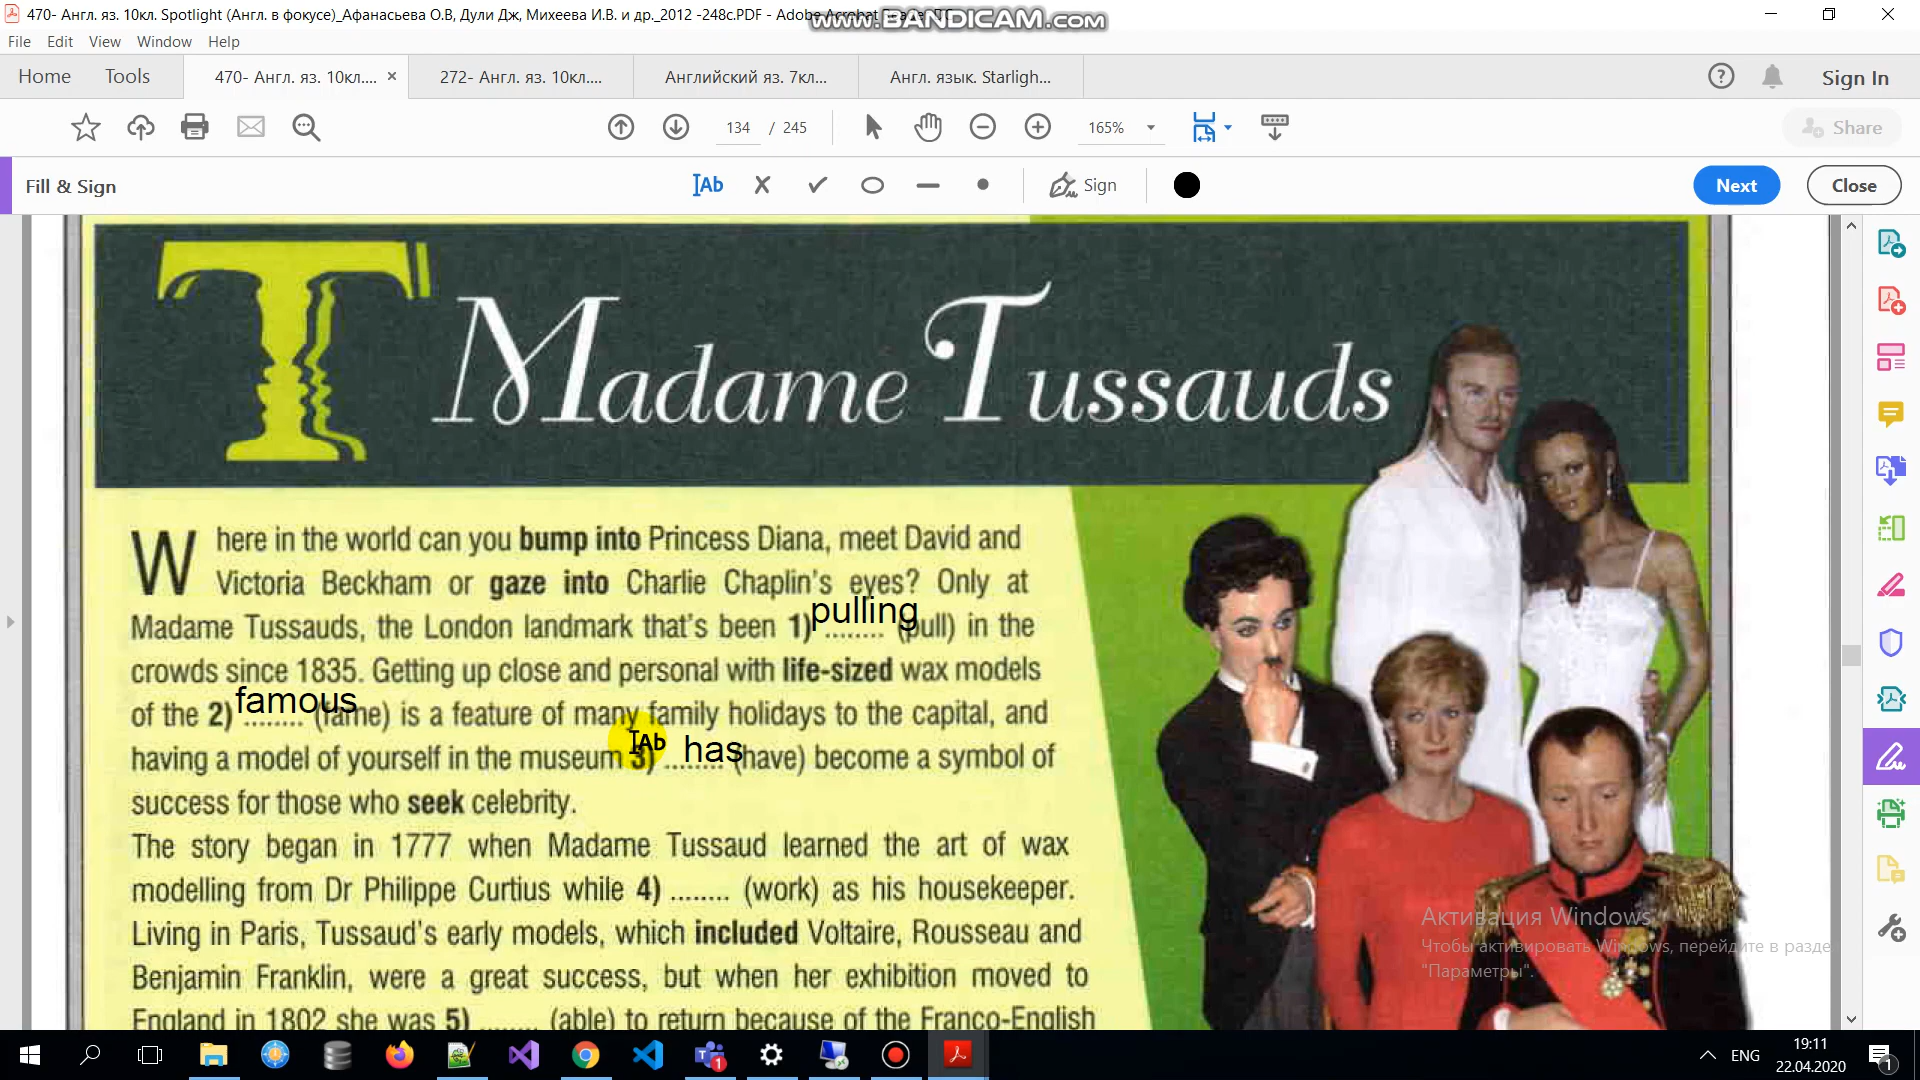 470- Англ. яз. 10кл. Spotlight (Англ. в фокусе)_Афанасьева О.В, Дули Дж, Михеева И.В. и др._2012 -248с.PDF - Adobe Acrobat
www.BANDICAM.com
File Edit View Window Help
Home Tools 470- Англ. яз. 10кл.... 272- Англ. яз. 10кл.... Английский яз. 7кл... Англ. язык. Starligh... Sign In
134 / 245 165% Share
Fill & Sign Ab Sign Next Close
T Madame Tussauds
Where in the world can you bump into Princess Diana, meet David and
Victoria Beckham or gaze into Charlie Chaplin's eyes? Only at
pulling
Madame Tussauds, the London landmark that's been 1) ........ (pull) in the
crowds since 1835. Getting up close and personal with life-sized wax models
famous
of the 2) ........ (fame) is a feature of many family holidays to the capital, and
Ab has
having a model of yourself in the museum 3) ........ (have) become a symbol of
success for those who seek celebrity.
The story began in 1777 when Madame Tussaud learned the art of wax
modelling from Dr Philippe Curtius while 4) ........ (work) as his housekeeper.
Living in Paris, Tussaud's early models, which included Voltaire, Rousseau and
Benjamin Franklin, were a great success, but when her exhibition moved to
England in 1802 she was 5) ........ (able) to return because of the Franco-English
Активация Windows
Чтобы активировать Windows, перейдите в разде
"Параметры".
ENG
19:11
22.04.2020
1
1